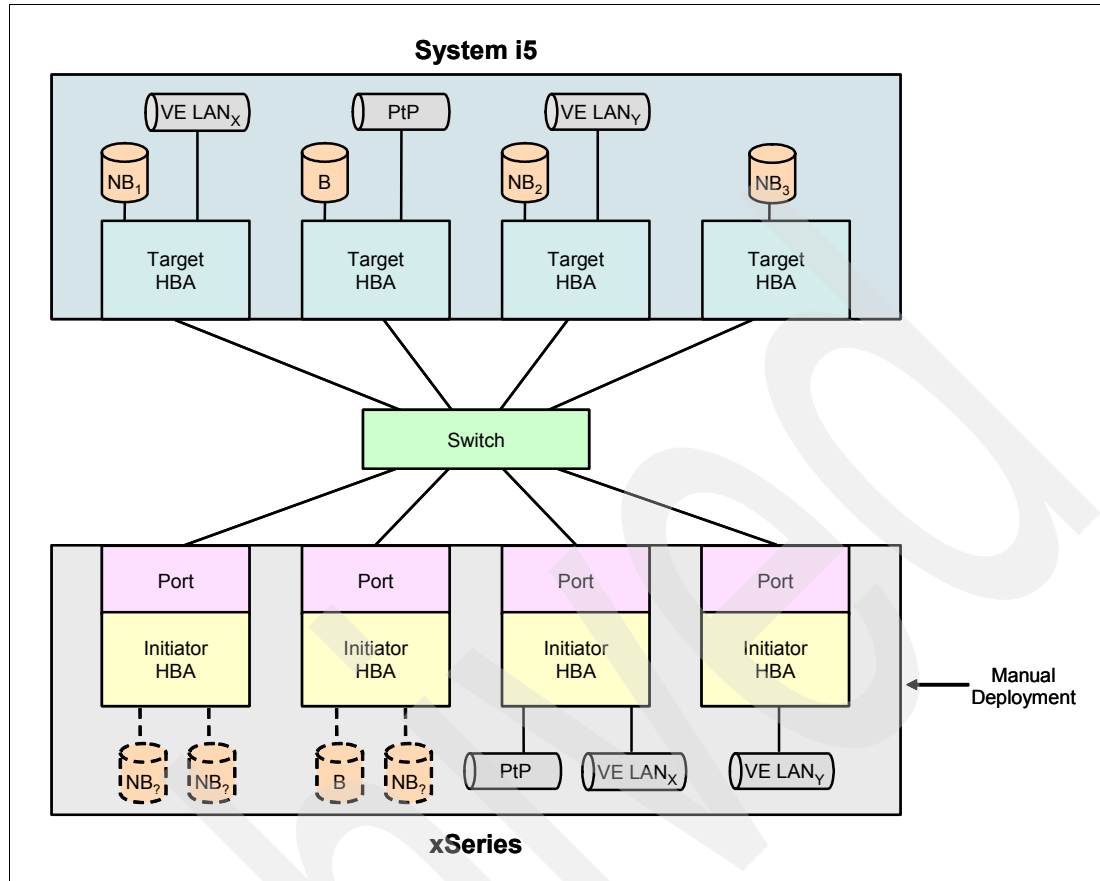 System i5
VE LANX PtP VE LANY
NB1 B NB2 NB3
Target Target Target Target
HBA HBA HBA HBA
Switch
Port Port Port Port
Initiator Initiator Initiator Initiator
HBA HBA HBA HBA
Manual
Deployment
NB? NB? B NB? PtP VE LANX VE LANY
xSeries